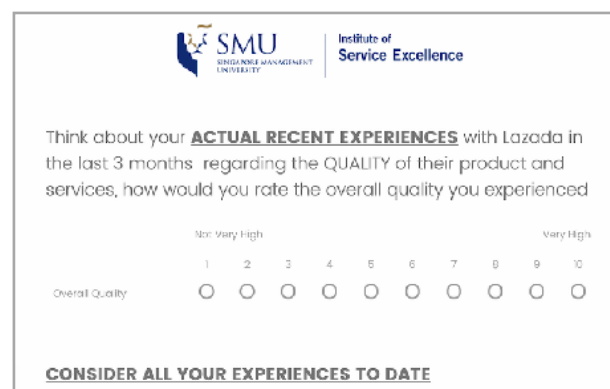 SMU
SINGAPORE MANAGEMENT
UNIVERSITY
Institute of
Service Excellence
Think about your ACTUAL RECENT EXPERIENCES with Lazada in
the last 3 months regarding the QUALITY of their product and
services, how would you rate the overall quality you experienced
Not Very High Very High
1 2 3 4 5 6 7 8 9 10
Overall Quality
CONSIDER ALL YOUR EXPERIENCES TO DATE